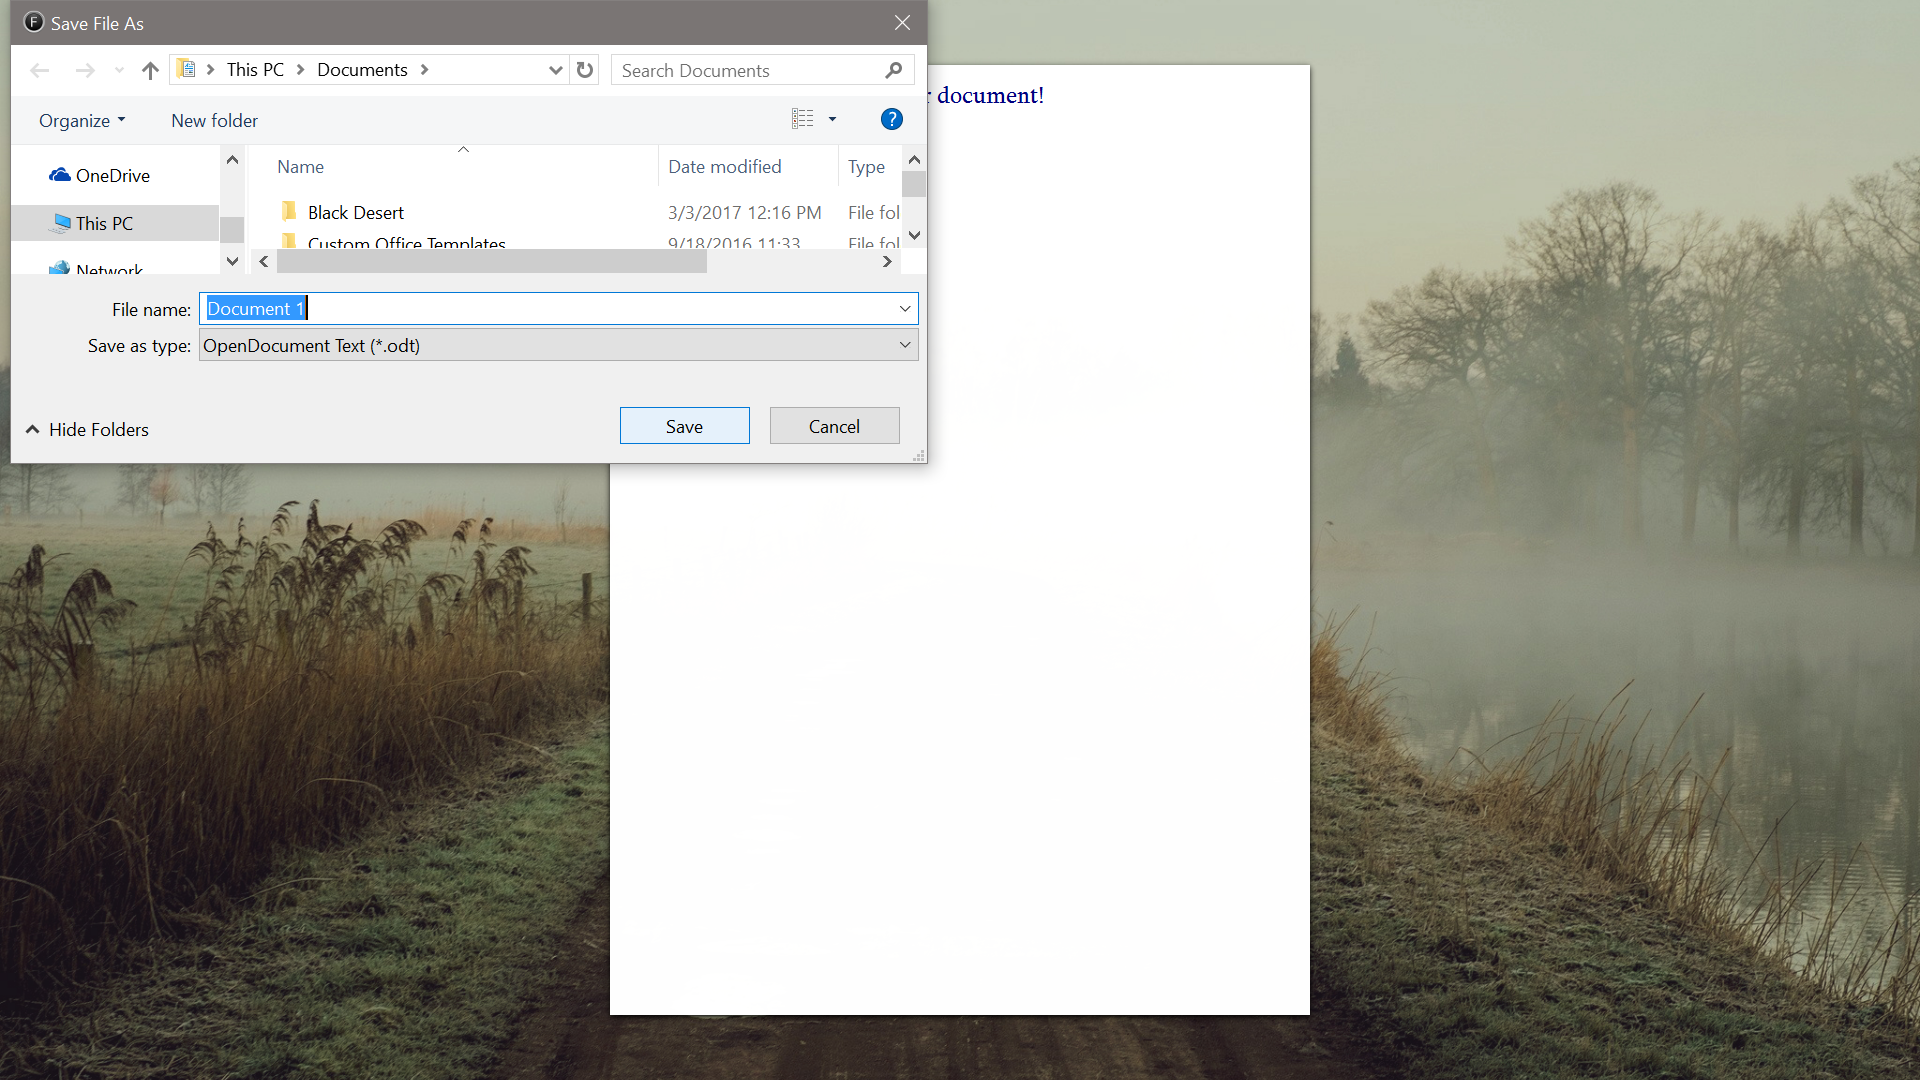 F Save File As
This PC Documents
Search Documents
r document!
Organize New folder ?
Name Date modified Type
OneDrive
This PC
Network
Black Desert 3/3/2017 12:16 PM File fol
Custom Office Templates 9/18/2016 11:33 File fol
File name: Document 1
Save as type: OpenDocument Text (*.odt)
Hide Folders
Save Cancel